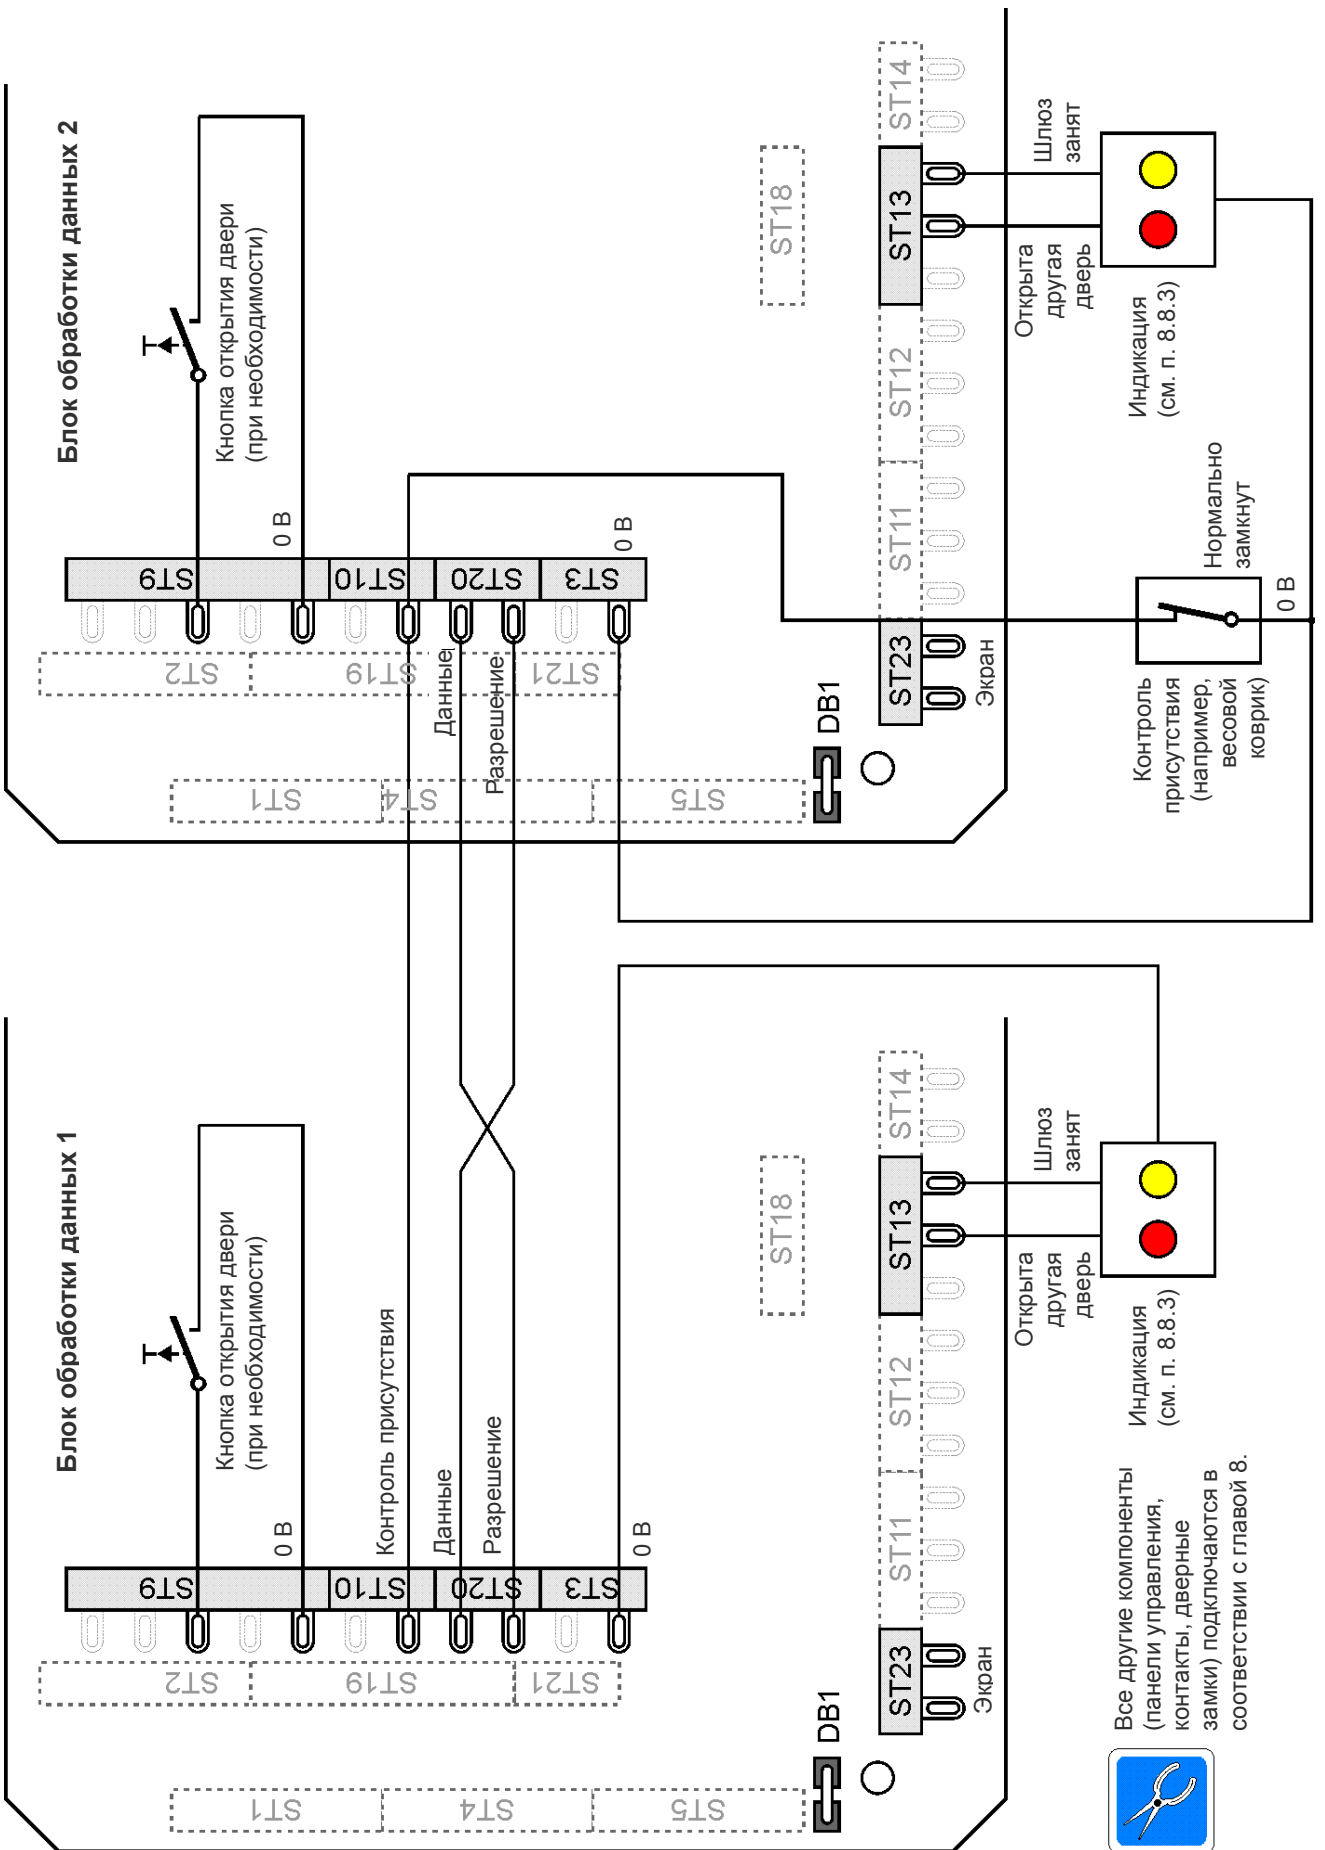 Блок обработки данных 1
Кнопка открытия двери
(при необходимости)
0 В
ST9
ST10
ST20
ST3
ST2
ST19
ST21
ST1
ST4
ST5
Контроль присутствия
Данные
Разрешение
0 В
DB1
ST18
ST23
ST11
ST12
ST13
ST14
Экран
Открыта
другая
дверь
Шлюз
занят
Индикация
(см. п. 8.8.3)
Все другие компоненты
(панели управления,
контакты, дверные
замки) подключаются в
соответствии с главой 8.
Блок обработки данных 2
Кнопка открытия двери
(при необходимости)
0 В
ST9
ST10
ST20
ST3
ST2
ST19
ST21
ST1
ST4
ST5
Данные
Разрешение
0 В
DB1
ST18
ST23
ST11
ST12
ST13
ST14
Экран
Открыта
другая
дверь
Шлюз
занят
Индикация
(см. п. 8.8.3)
Контроль
присутствия
(например,
весовой
коврик)
Нормально
замкнут
0 В